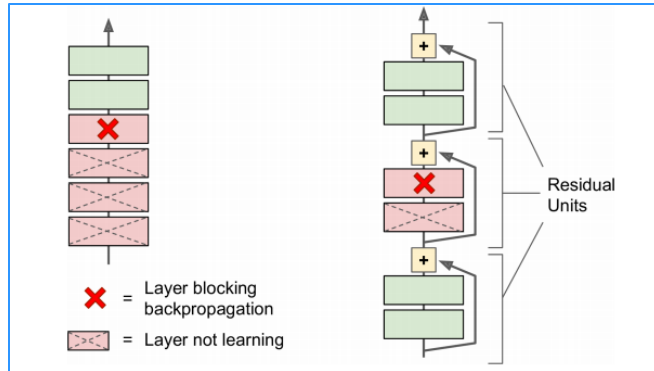 +
+
Residual
Units
+
= Layer blocking
backpropagation
= Layer not learning